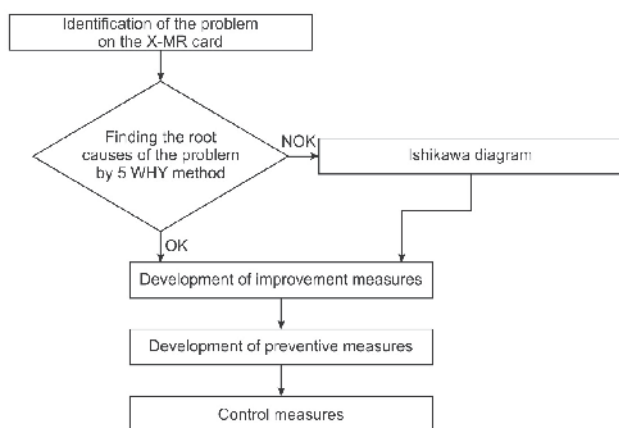 Identification of the problem
on the X-MR card
Finding the root
causes of the problem
by 5 WHY method
NOK
Ishikawa diagram
OK
Development of improvement measures
Development of preventive measures
Control measures